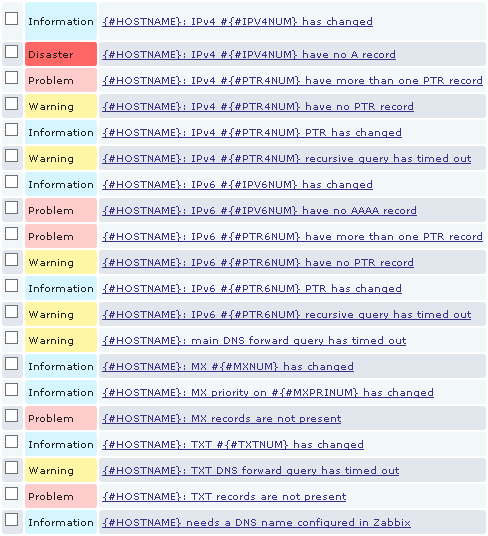 Information {#HOSTNAME}: IPv4 #{#IPV4NUM} has changed
Disaster {#HOSTNAME}: IPv4 #{#IPV4NUM} have no A record
Problem {#HOSTNAME}: IPv4 #{#PTR4NUM} have more than one PTR record
Warning {#HOSTNAME}: IPv4 #{#PTR4NUM} have no PTR record
Information {#HOSTNAME}: IPv4 #{#PTR4NUM} PTR has changed
Warning {#HOSTNAME}: IPv4 #{#PTR4NUM} recursive query has timed out
Information {#HOSTNAME}: IPv6 #{#IPV6NUM} has changed
Problem {#HOSTNAME}: IPv6 #{#IPV6NUM} have no AAAA record
Problem {#HOSTNAME}: IPv6 #{#PTR6NUM} have more than one PTR record
Warning {#HOSTNAME}: IPv6 #{#PTR6NUM} have no PTR record
Information {#HOSTNAME}: IPv6 #{#PTR6NUM} PTR has changed
Warning {#HOSTNAME}: IPv6 #{#PTR6NUM} recursive query has timed out
Warning {#HOSTNAME}: main DNS forward query has timed out
Information {#HOSTNAME}: MX #{#MXNUM} has changed
Information {#HOSTNAME}: MX priority on #{#MXPRINUM} has changed
Problem {#HOSTNAME}: MX records are not present
Information {#HOSTNAME}: TXT #{#TXTNUM} has changed
Warning {#HOSTNAME}: TXT DNS forward query has timed out
Problem {#HOSTNAME}: TXT records are not present
Information {#HOSTNAME} needs a DNS name configured in Zabbix